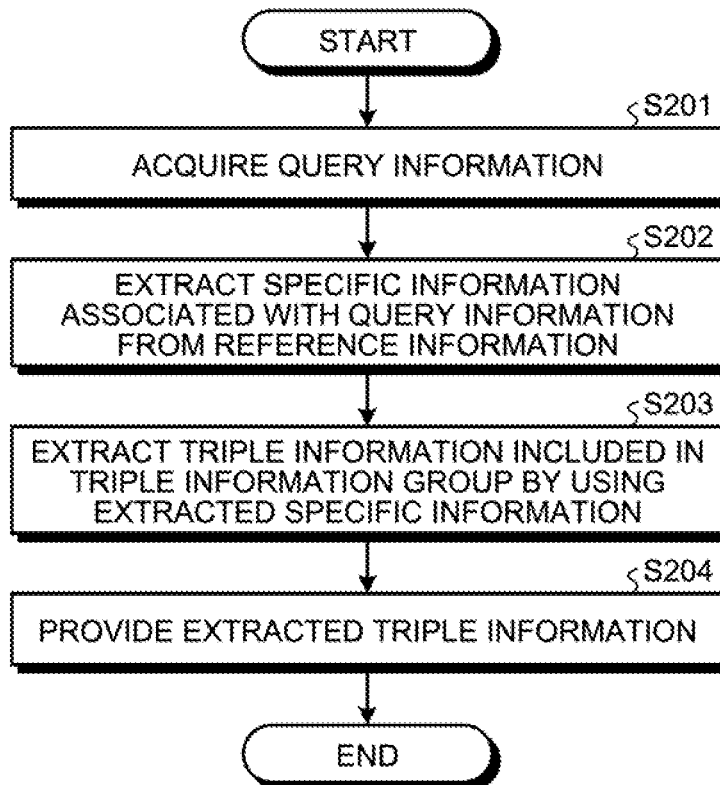 START
S201
ACQUIRE QUERY INFORMATION
S202
EXTRACT SPECIFIC INFORMATION
ASSOCIATED WITH QUERY INFORMATION
FROM REFERENCE INFORMATION
S203
EXTRACT TRIPLE INFORMATION INCLUDED IN
TRIPLE INFORMATION GROUP BY USING
EXTRACTED SPECIFIC INFORMATION
S204
PROVIDE EXTRACTED TRIPLE INFORMATION
END